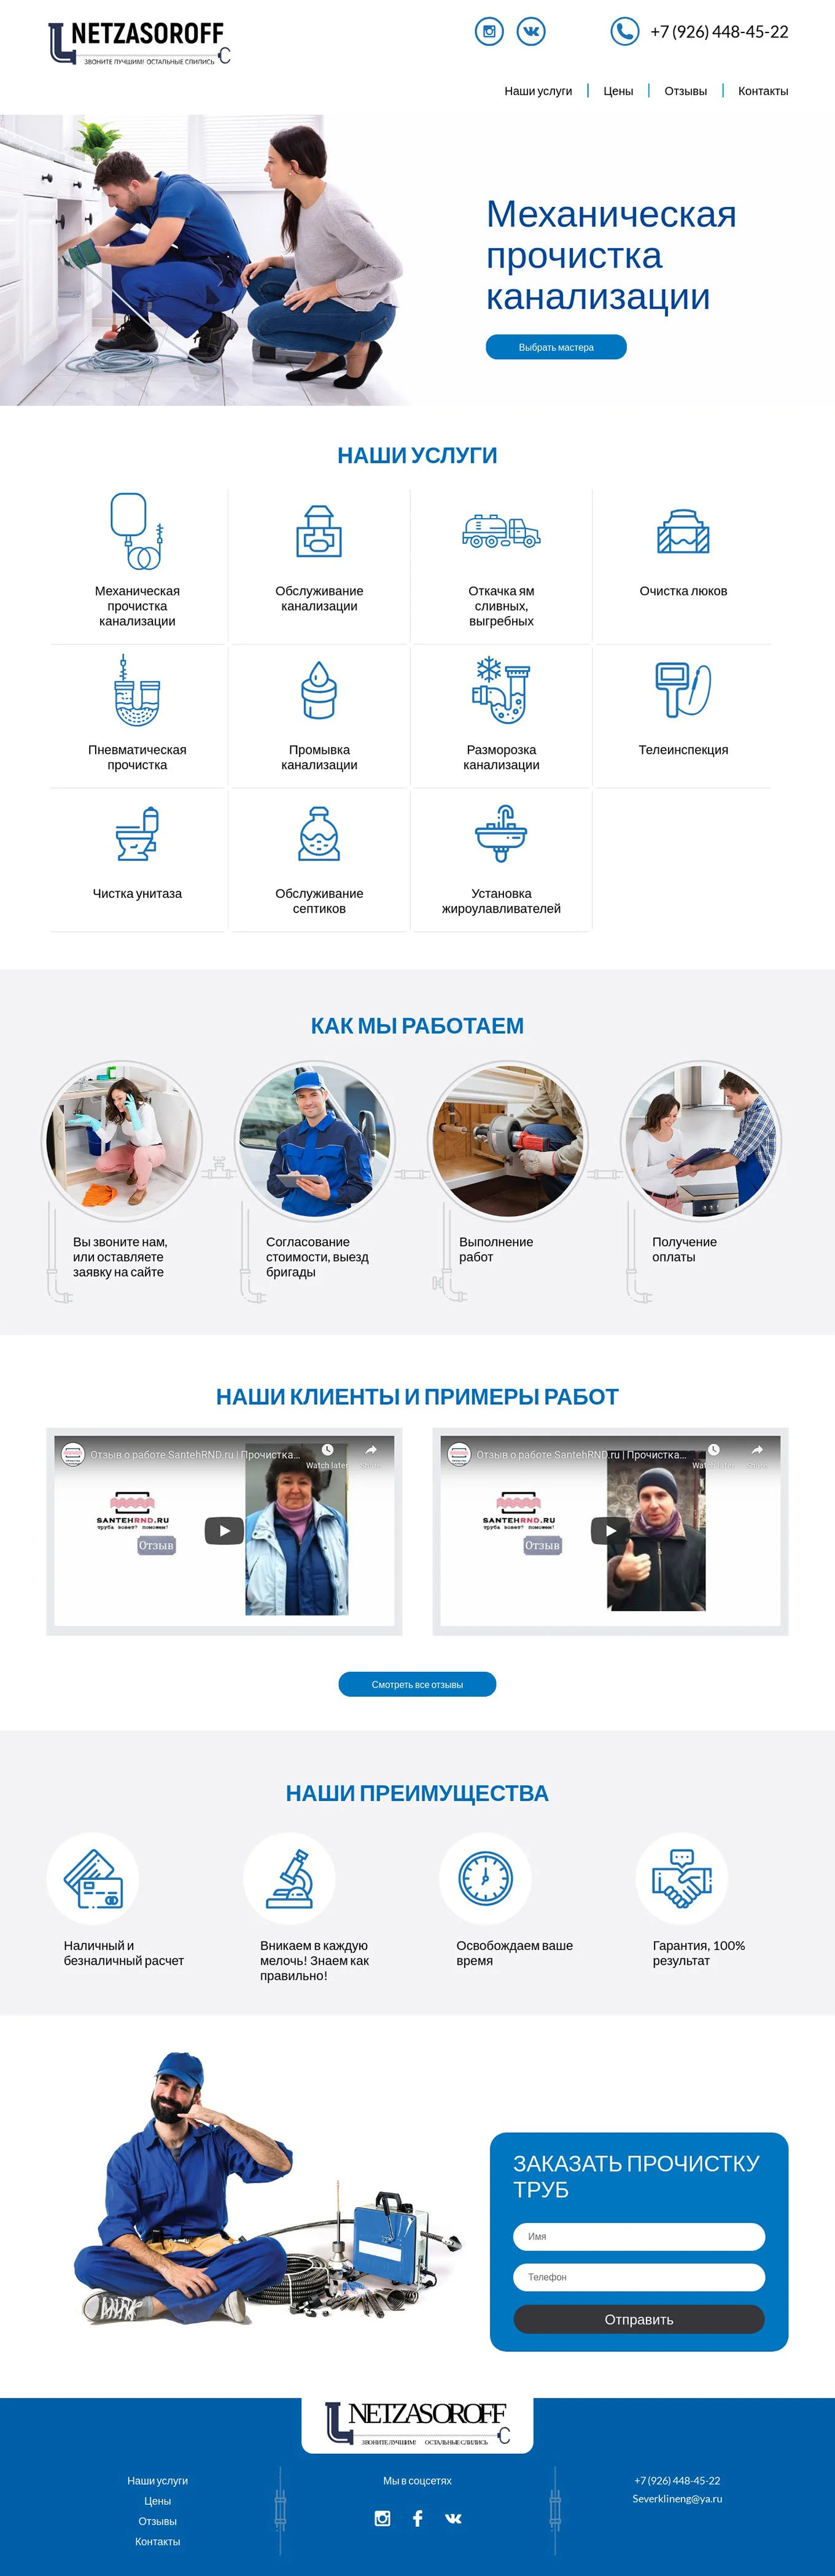 NETZASOROFF
ЗВОНИТЕ ЛУЧШИМ! ОСТАЛЬНЫЕ СЛИЛИСЬ
+7 (926) 448-45-22
Наши услуги
Цены
Отзывы
Контакты
Механическая
прочистка
канализации
Выбрать мастера
НАШИ УСЛУГИ
Механическая
прочистка
канализации
Обслуживание
канализации
Откачка ям
сливных,
выгребных
Очистка люков
Пневматическая
прочистка
Промывка
канализации
Разморозка
канализации
Телеинспекция
Чистка унитаза
Обслуживание
септиков
Установка
жироулавливателей
КАК МЫ РАБОТАЕМ
Вы звоните нам,
или оставляете
заявку на сайте
Согласование
стоимости, выезд
бригады
Выполнение
работ
Получение
оплаты
НАШИ КЛИЕНТЫ И ПРИМЕРЫ РАБОТ
Отзыв о работе SantehRND.ru | Прочистка...
Watch later
Share
SANTEHRND.RU
труба зовет? поможем!
Отзыв
Отзыв о работе SantehRND.ru | Прочистка...
Watch later
Share
SANTEHRND.RU
труба зовет? поможем!
Отзыв
Смотреть все отзывы
НАШИ ПРЕИМУЩЕСТВА
Наличный и
безналичный расчет
Вникаем в каждую
мелочь! Знаем как
правильно!
Освобождаем ваше
время
Гарантия, 100%
результат
ЗАКАЗАТЬ ПРОЧИСТКУ
ТРУБ
Имя
Телефон
Отправить
NETZASOROFF
ЗВОНИТЕ ЛУЧШИМ! ОСТАЛЬНЫЕ СЛИЛИСЬ
Наши услуги
Цены
Отзывы
Контакты
Мы в соцсетях
+7 (926) 448-45-22
Severklineng@ya.ru